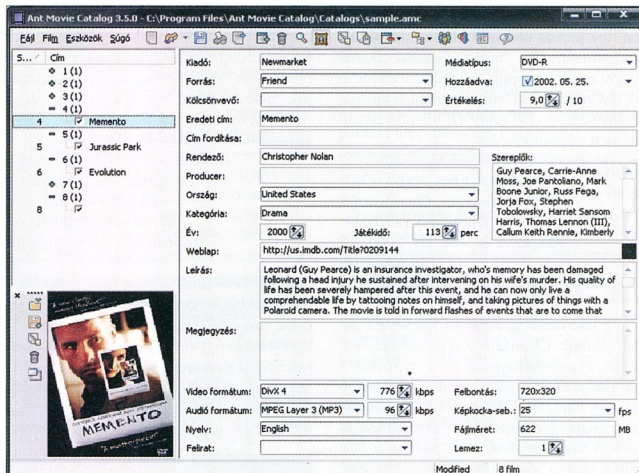 Ant Movie Catalog 3.5.0 - C:\Program Files\Ant Movie Catalog\Catalogs\sample.amc
Fájl Film Eszközök Súgó
S... Cím
1 (1)
2 (1)
3 (1)
4 (1)
4 Memento
5 (1)
5 Jurassic Park
6 (1)
6 Evolution
7 (1)
8 (1)
8
MEMENTO
Kiadó: Newmarket Médiatípus: DVD-R
Forrás: Friend Hozzáadva: 2002. 05. 25.
Kölcsönvevő: Értékelés: 9,0 / 10
Eredeti cím: Memento
Cím fordítása:
Rendező: Christopher Nolan Szereplők:
Producer:
Ország: United States
Kategória: Drama
Guy Pearce, Carrie-Anne
Moss, Joe Pantoliano, Mark
Boone Junior, Russ Fega,
Jorja Fox, Stephen
Tobolowsky, Harriet Sansom
Harris, Thomas Lennon (III),
Callum Keith Rennie, Kimberly
Év: 2000 Játékidő: 113 perc
Weblap: http://us.imdb.com/Title?0209144
Leírás: Leonard (Guy Pearce) is an insurance investigator, who's memory has been damaged
following a head injury he sustained after intervening on his wife's murder. His quality of
life has been severely hampered after this event, and he can now only live a
comprehendable life by tattooing notes on himself, and taking pictures of things with a
Polaroid camera. The movie is told in forward flashes of events that are to come that
Megjegyzés:
Video formátum: DivX 4 776 kbps Felbontás: 720x320
Audió formátum: MPEG Layer 3 (MP3) 96 kbps Képkocka-seb.: 25 fps
Nyelv: English Fájlméret: 622 MB
Felirat: Lemez: 1
Modified 8 film